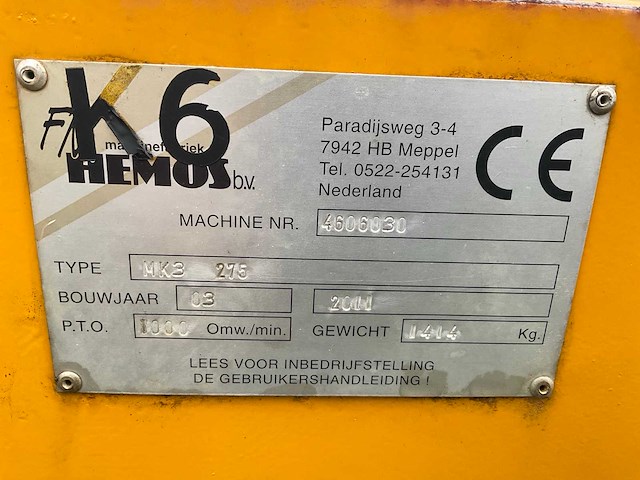 K6
machinefabriek
HEMOS b.v.
Paradijsweg 3-4
7942 HB Meppel
Tel. 0522-254131
Nederland
CE
MACHINE NR. 4606030
TYPE MK3 275
BOUWJAAR 03 2011
P.T.O. 1000 Omw./min. GEWICHT 1414 Kg.
LEES VOOR INBEDRIJFSTELLING
DE GEBRUIKERSHANDLEIDING !